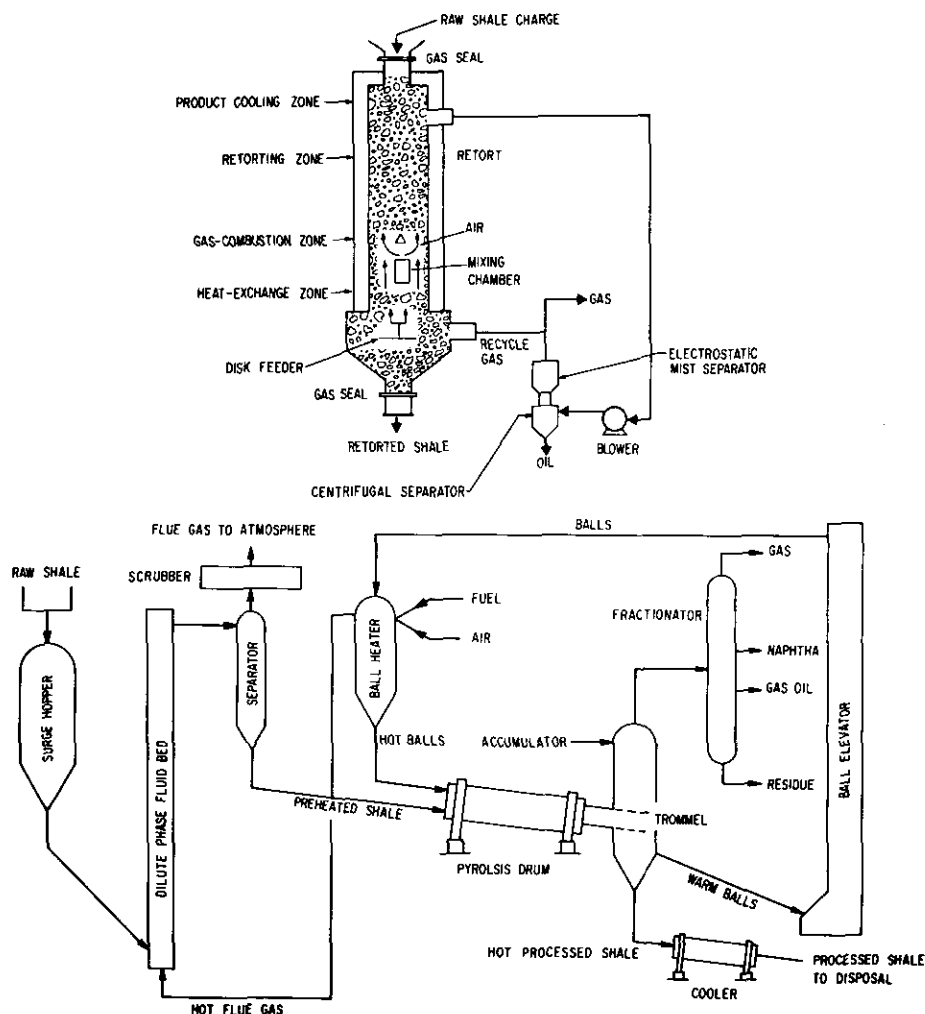 RAW SHALE CHARGE
GAS SEAL
PRODUCT COOLING ZONE
RETORTING ZONE
RETORT
GAS-COMBUSTION ZONE
AIR
MIXING
CHAMBER
HEAT-EXCHANGE ZONE
GAS
RECYCLE
GAS
DISK FEEDER
ELECTROSTATIC
MIST SEPARATOR
GAS SEAL
RETORTED SHALE
BLOWER
OIL
CENTRIFUGAL SEPARATOR
FLUE GAS TO ATMOSPHERE
BALLS
RAW SHALE
SCRUBBER
GAS
FUEL
FRACTIONATOR
AIR
NAPHTHA
GAS OIL
SURGE HOPPER
DILUTE PHASE FLUID BED
SEPARATOR
BALL HEATER
HOT BALLS
ACCUMULATOR
BALL ELEVATOR
RESIDUE
PREHEATED SHALE
TROMMEL
PYROLSIS DRUM
WARM BALLS
HOT PROCESSED SHALE
PROCESSED SHALE
TO DISPOSAL
COOLER
HOT FLUE GAS